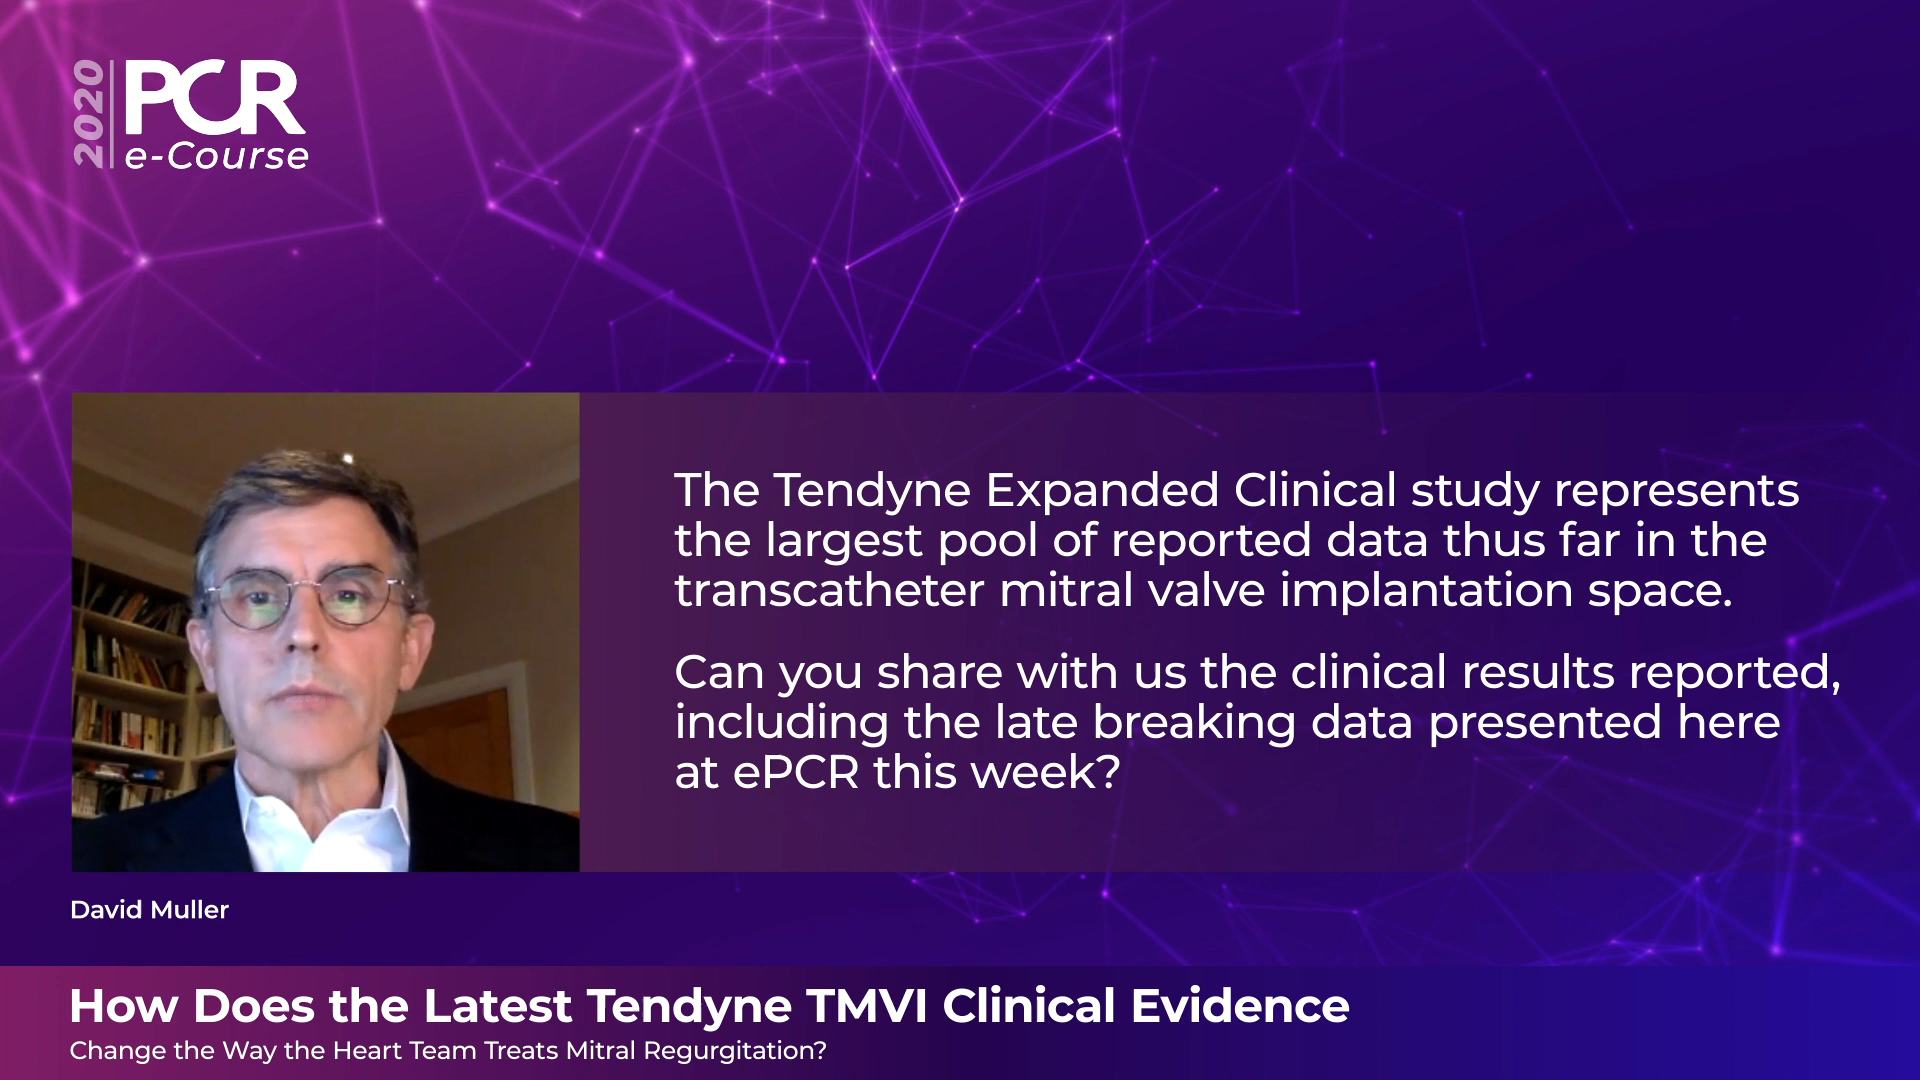 2020
PCR
e-Course
The Tendyne Expanded Clinical study represents
the largest pool of reported data thus far in the
transcatheter mitral valve implantation space.
Can you share with us the clinical results reported,
including the late breaking data presented here
at ePCR this week?
David Muller
How Does the Latest Tendyne TMVI Clinical Evidence
Change the Way the Heart Team Treats Mitral Regurgitation?